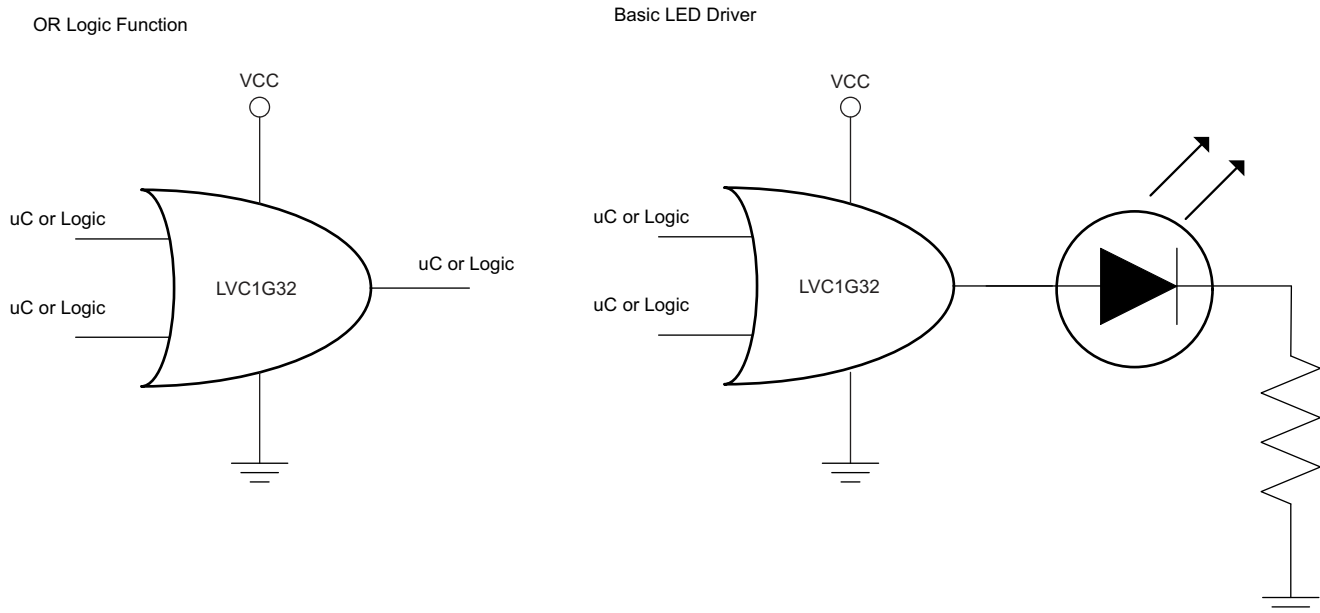 OR Logic Function
VCC
uC or Logic
LVC1G32
uC or Logic
uC or Logic
Basic LED Driver
VCC
uC or Logic
LVC1G32
uC or Logic